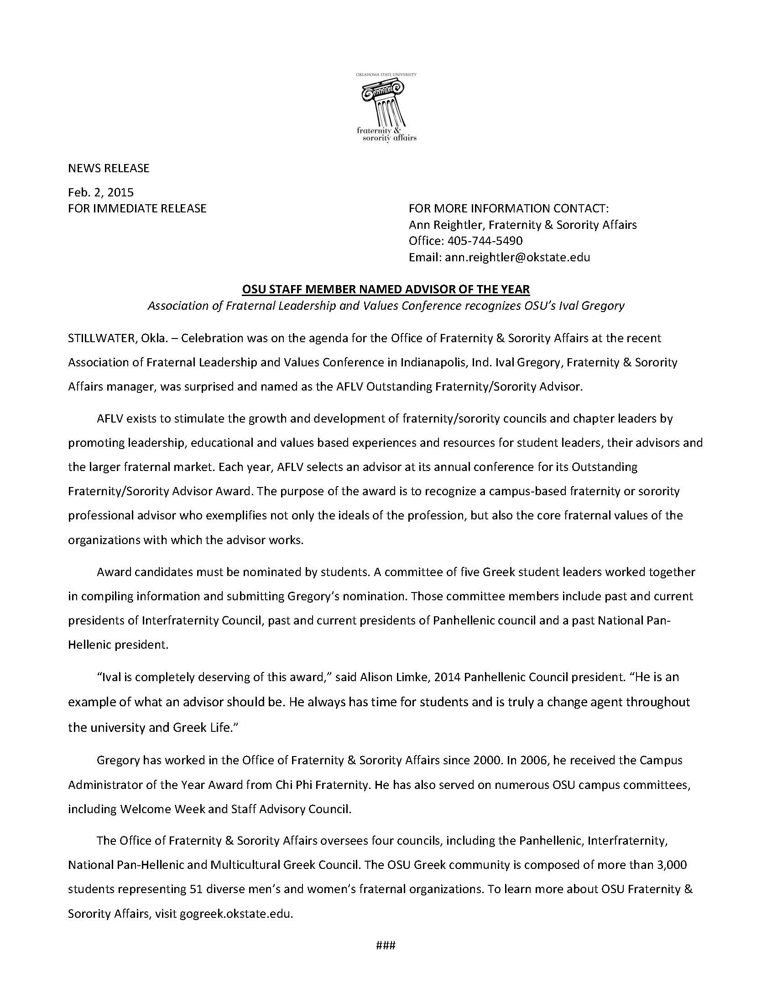 OKLAHOMA STATE UNIVERSITY
fraternity &
sorority affairs
NEWS RELEASE
Feb. 2, 2015
FOR IMMEDIATE RELEASE
FOR MORE INFORMATION CONTACT:
Ann Reightler, Fraternity & Sorority Affairs
Office: 405-744-5490
Email: ann.reightler@okstate.edu
OSU STAFF MEMBER NAMED ADVISOR OF THE YEAR
Association of Fraternal Leadership and Values Conference recognizes OSU’s Ival Gregory
STILLWATER, Okla. – Celebration was on the agenda for the Office of Fraternity & Sorority Affairs at the recent
Association of Fraternal Leadership and Values Conference in Indianapolis, Ind. Ival Gregory, Fraternity & Sorority
Affairs manager, was surprised and named as the AFLV Outstanding Fraternity/Sorority Advisor.
AFLV exists to stimulate the growth and development of fraternity/sorority councils and chapter leaders by
promoting leadership, educational and values based experiences and resources for student leaders, their advisors and
the larger fraternal market. Each year, AFLV selects an advisor at its annual conference for its Outstanding
Fraternity/Sorority Advisor Award. The purpose of the award is to recognize a campus-based fraternity or sorority
professional advisor who exemplifies not only the ideals of the profession, but also the core fraternal values of the
organizations with which the advisor works.
Award candidates must be nominated by students. A committee of five Greek student leaders worked together
in compiling information and submitting Gregory’s nomination. Those committee members include past and current
presidents of Interfraternity Council, past and current presidents of Panhellenic council and a past National Pan-
Hellenic president.
“Ival is completely deserving of this award,” said Alison Limke, 2014 Panhellenic Council president. “He is an
example of what an advisor should be. He always has time for students and is truly a change agent throughout
the university and Greek Life.”
Gregory has worked in the Office of Fraternity & Sorority Affairs since 2000. In 2006, he received the Campus
Administrator of the Year Award from Chi Phi Fraternity. He has also served on numerous OSU campus committees,
including Welcome Week and Staff Advisory Council.
The Office of Fraternity & Sorority Affairs oversees four councils, including the Panhellenic, Interfraternity,
National Pan-Hellenic and Multicultural Greek Council. The OSU Greek community is composed of more than 3,000
students representing 51 diverse men’s and women’s fraternal organizations. To learn more about OSU Fraternity &
Sorority Affairs, visit gogreek.okstate.edu.
###